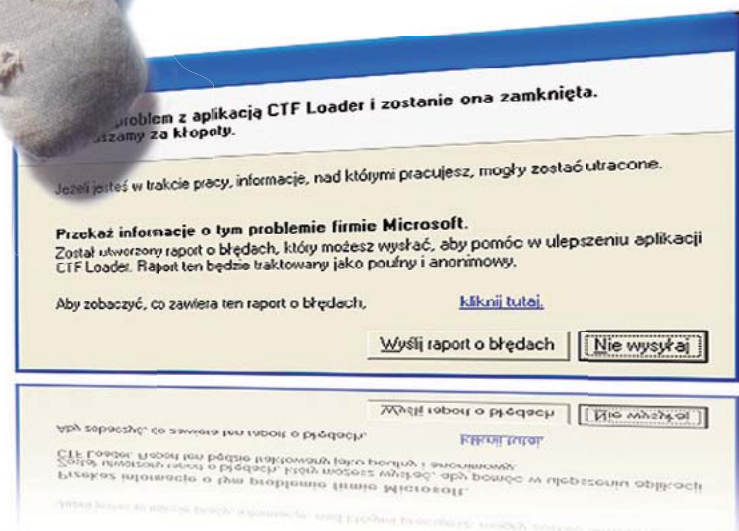 problem z aplikacją CTF Loader i zostanie ona zamknięta.
za kłopoty.
Jeżeli jesteś w trakcie pracy, informacje, nad którymi pracujesz, mogły zostać utracone.
Przekaż informacje o tym problemie firmie Microsoft.
Został utworzony raport o błędach, który możesz wysłać, aby pomóc w ulepszeniu aplikacji
CTF Loader. Raport ten będzie traktowany jako poufny i anonimowy.
Aby zobaczyć, co zawiera ten raport o błędach, kliknij tutaj.
Wyślij raport o błędach Nie wysyłaj